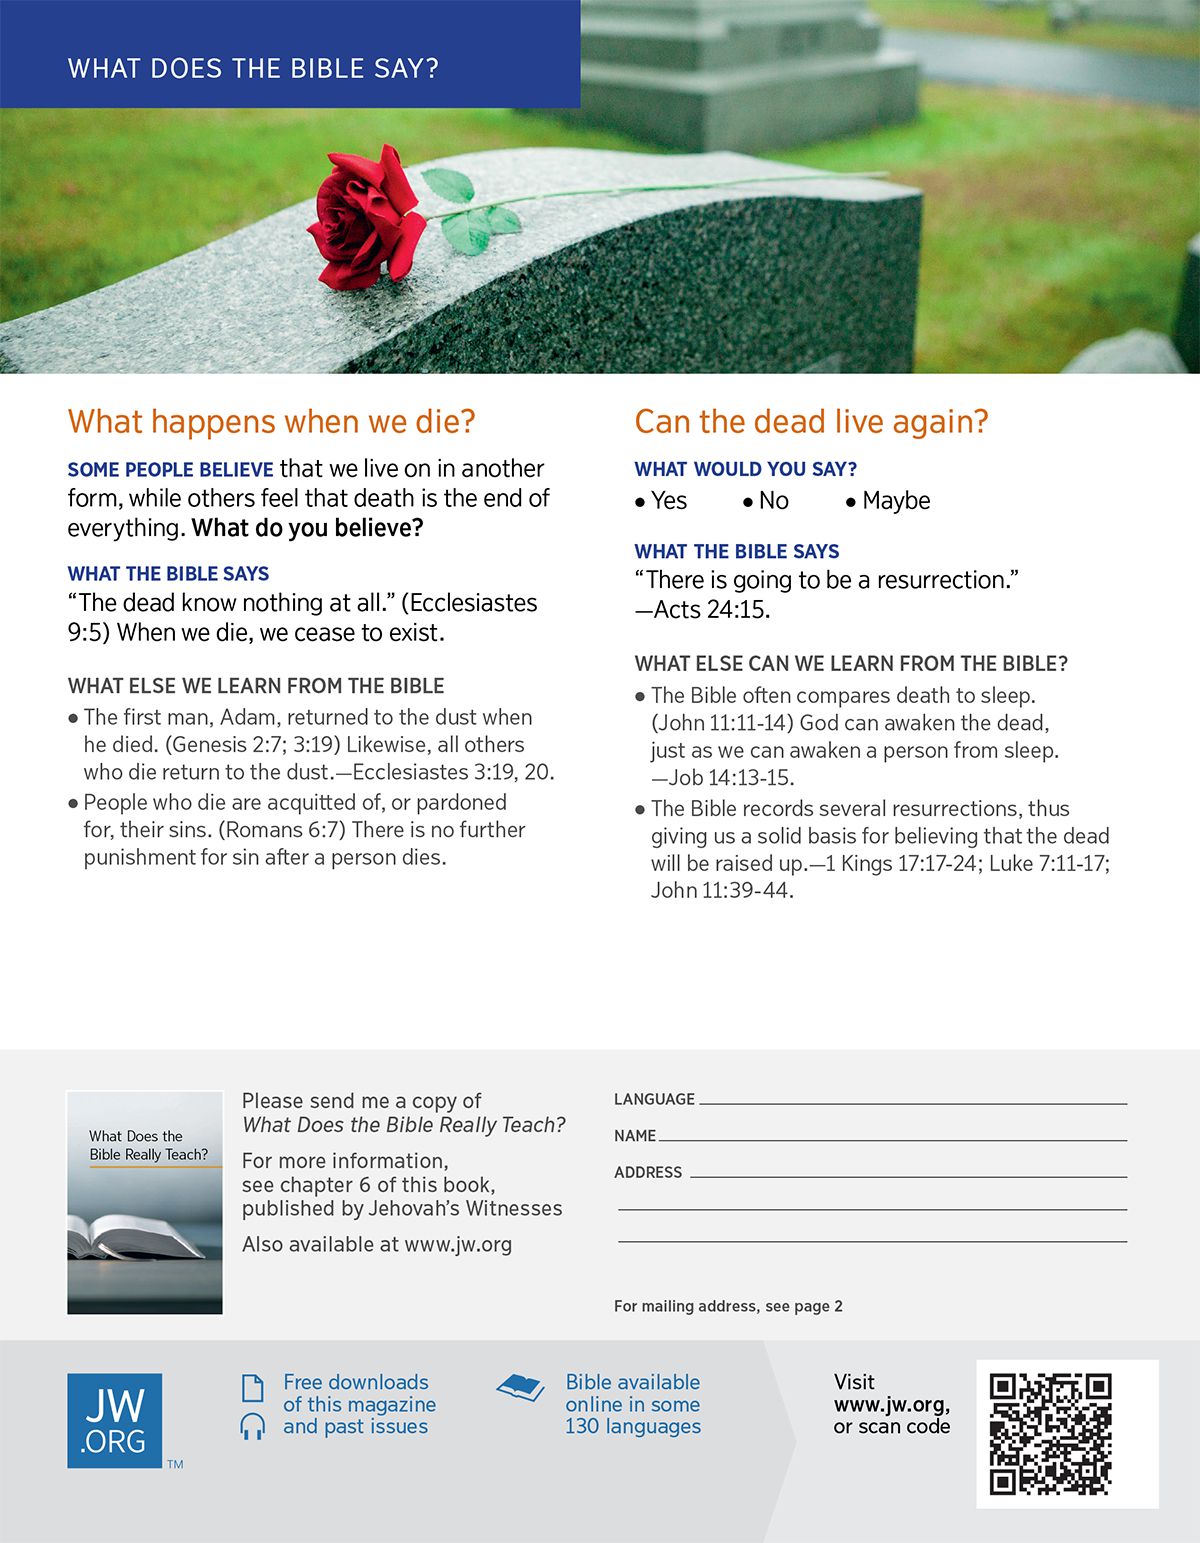 WHAT DOES THE BIBLE SAY?
What happens when we die?
SOME PEOPLE BELIEVE that we live on in another
form, while others feel that death is the end of
everything. What do you believe?
WHAT THE BIBLE SAYS
“The dead know nothing at all.” (Ecclesiastes
9:5) When we die, we cease to exist.
WHAT ELSE WE LEARN FROM THE BIBLE
• The first man, Adam, returned to the dust when
he died. (Genesis 2:7; 3:19) Likewise, all others
who die return to the dust.—Ecclesiastes 3:19, 20.
• People who die are acquitted of, or pardoned
for, their sins. (Romans 6:7) There is no further
punishment for sin after a person dies.
Can the dead live again?
WHAT WOULD YOU SAY?
• Yes • No • Maybe
WHAT THE BIBLE SAYS
“There is going to be a resurrection.”
—Acts 24:15.
WHAT ELSE CAN WE LEARN FROM THE BIBLE?
• The Bible often compares death to sleep.
(John 11:11-14) God can awaken the dead,
just as we can awaken a person from sleep.
—Job 14:13-15.
• The Bible records several resurrections, thus
giving us a solid basis for believing that the dead
will be raised up.—1 Kings 17:17-24; Luke 7:11-17;
John 11:39-44.
What Does the
Bible Really Teach?
Please send me a copy of
What Does the Bible Really Teach?
For more information,
see chapter 6 of this book,
published by Jehovah’s Witnesses
Also available at www.jw.org
LANGUAGE
NAME
ADDRESS
For mailing address, see page 2
JW
.ORG
TM
Free downloads
of this magazine
and past issues
Bible available
online in some
130 languages
Visit
www.jw.org,
or scan code